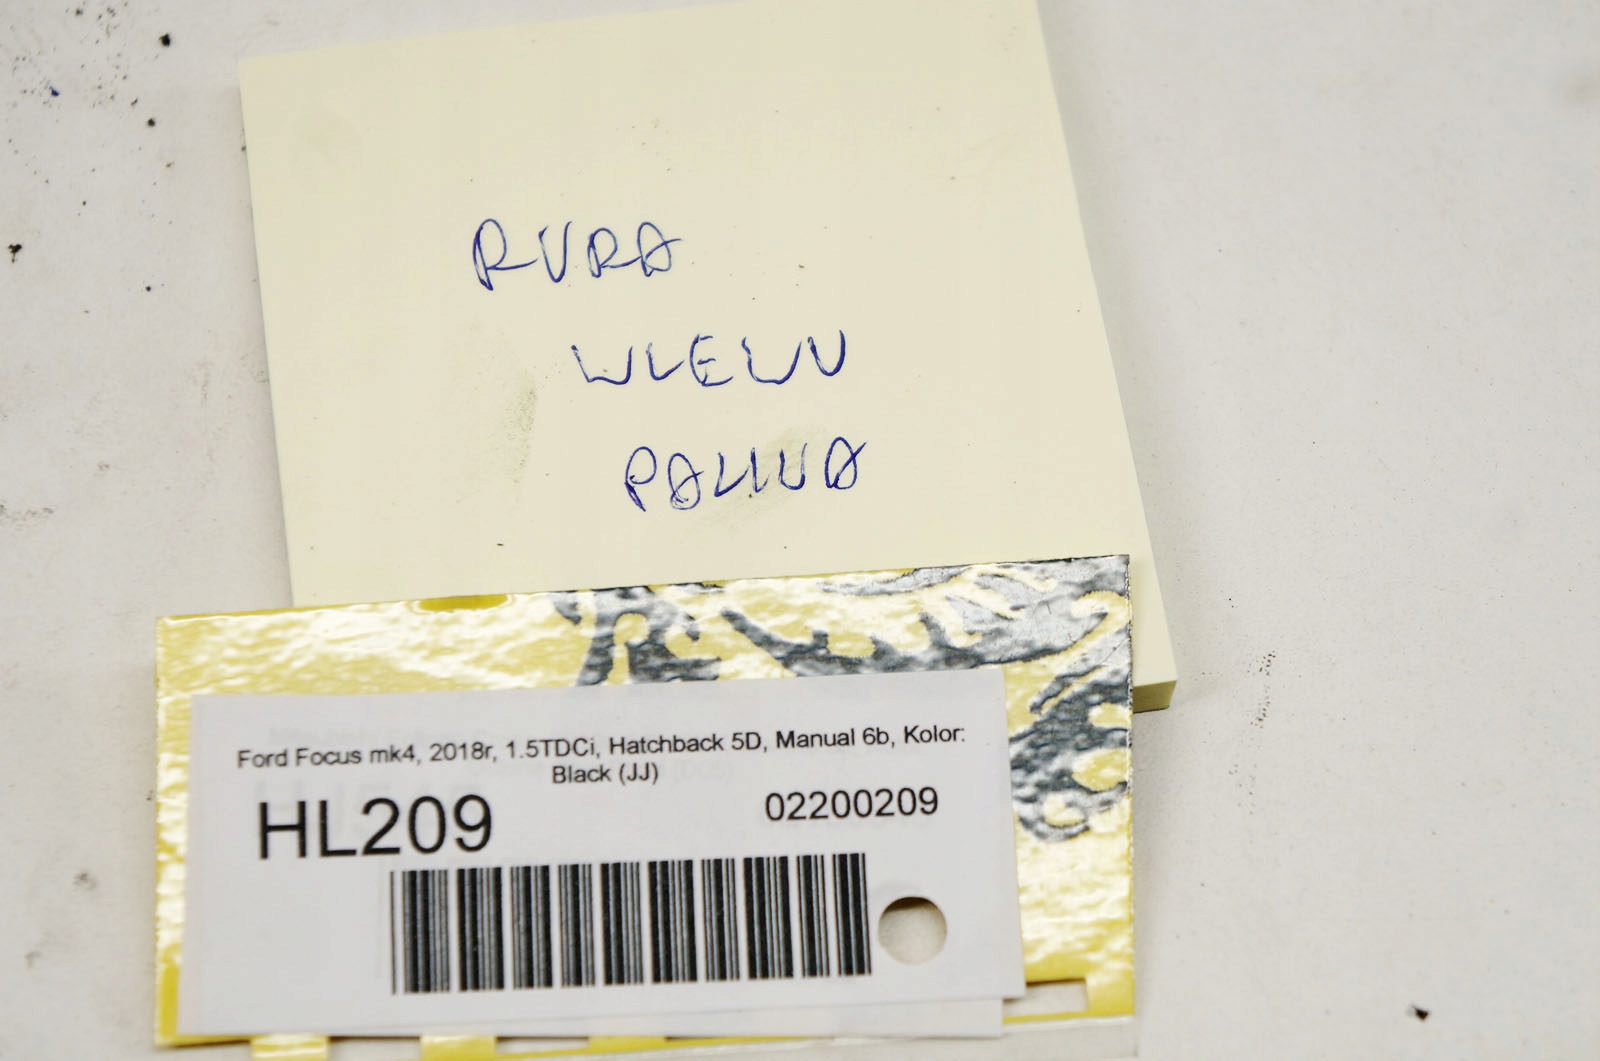 RURA
WLEWU
PALIWA
Ford Focus mk4, 2018r, 1.5TDCi, Hatchback 5D, Manual 6b, Kolor:
Black (JJ)
HL209
02200209